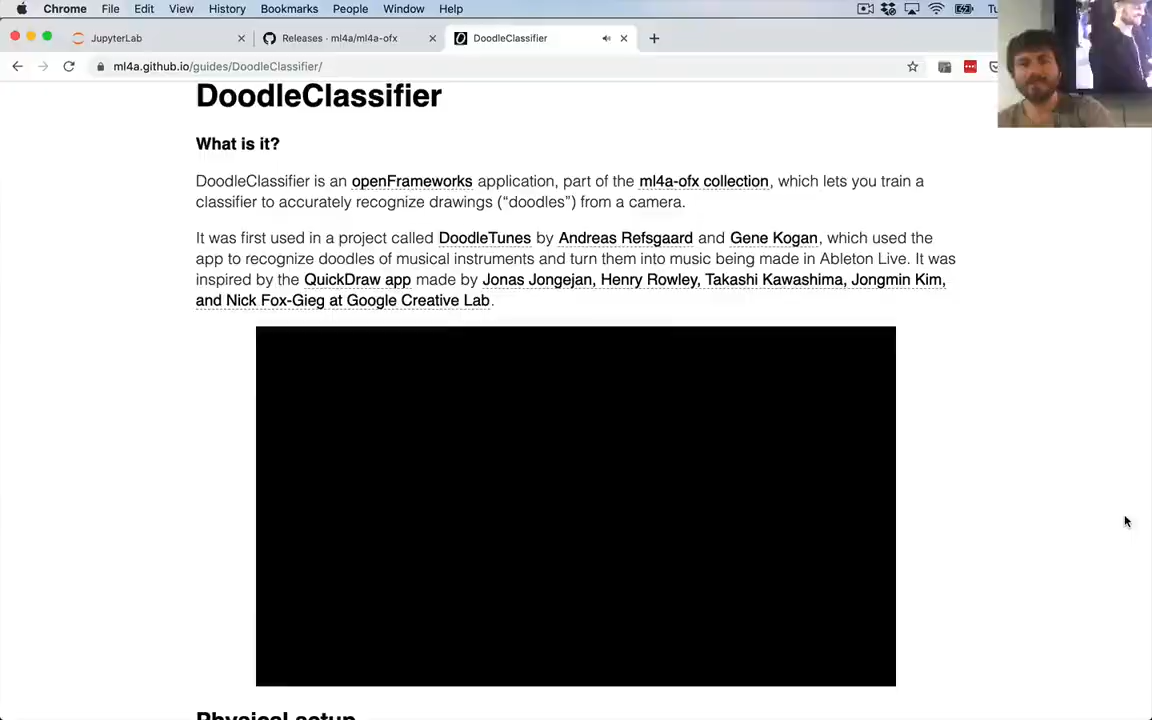 Chrome File Edit View History Bookmarks People Window Help
JupyterLab Releases · ml4a/ml4a-ofx DoodleClassifier
ml4a.github.io/guides/DoodleClassifier/
DoodleClassifier
What is it?
DoodleClassifier is an openFrameworks application, part of the ml4a-ofx collection, which lets you train a
classifier to accurately recognize drawings (“doodles”) from a camera.
It was first used in a project called DoodleTunes by Andreas Refsgaard and Gene Kogan, which used the
app to recognize doodles of musical instruments and turn them into music being made in Ableton Live. It was
inspired by the QuickDraw app made by Jonas Jongejan, Henry Rowley, Takashi Kawashima, Jongmin Kim,
and Nick Fox-Gieg at Google Creative Lab.
Physical setup